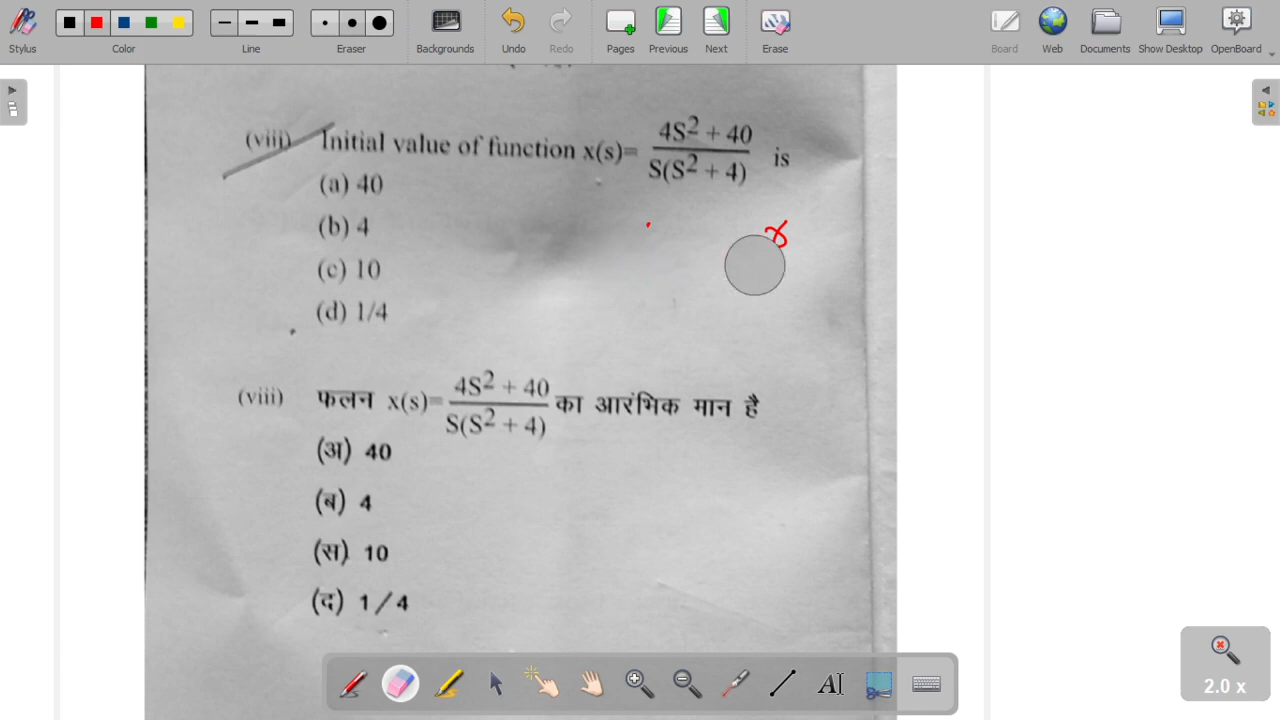 Stylus
Color
Line
Eraser
Backgrounds
Undo
Redo
Pages
Previous
Next
Erase
Board
Web
Documents
Show Desktop
OpenBoard
(viii) Initial value of function x(s)= 4S² + 40 / S(S² + 4) is
(a) 40
(b) 4
(c) 10
(d) 1/4
(viii) फलन x(s)= 4S² + 40 / S(S² + 4) का आरंभिक मान है
(अ) 40
(ब) 4
(स) 10
(द) 1/4
2.0 x